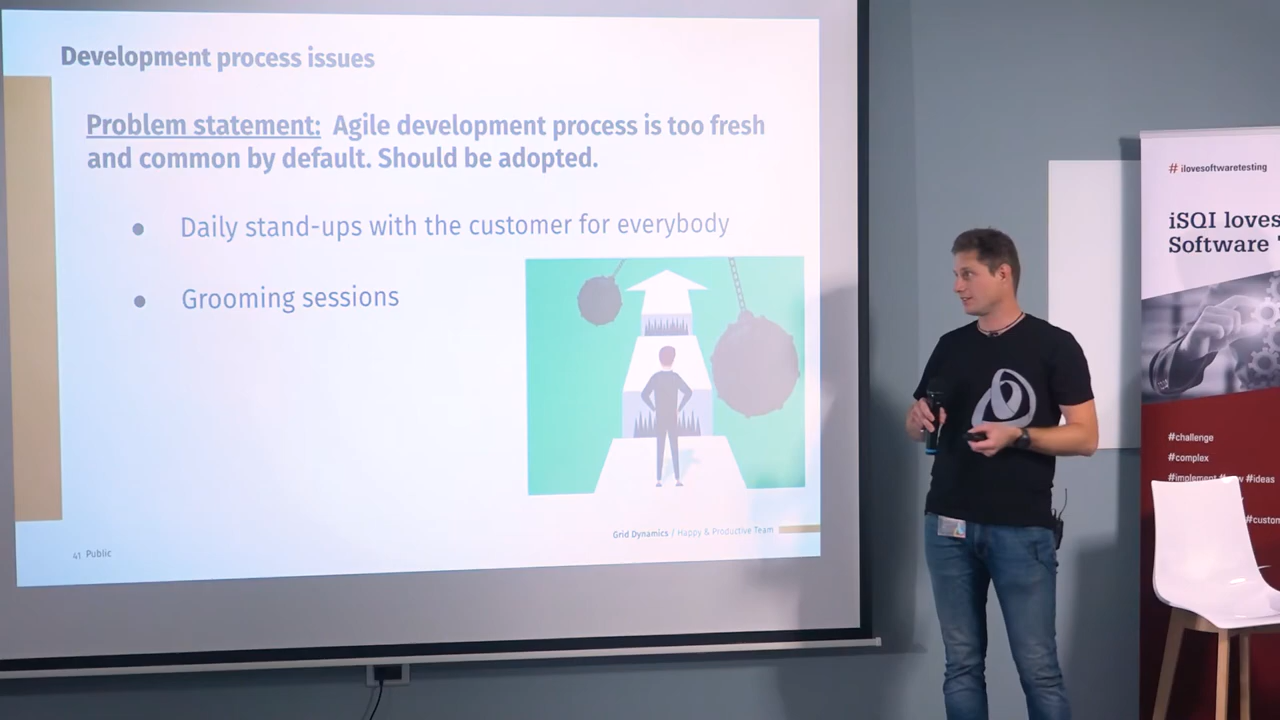 Development process issues
Problem statement: Agile development process is too fresh
and common by default. Should be adopted.
● Daily stand-ups with the customer for everybody
● Grooming sessions
Grid Dynamics / Happy & Productive Team
41 Public
# ilovesoftwaretesting
iSQI loves
Software
#challenge
#complex
#implement #ideas